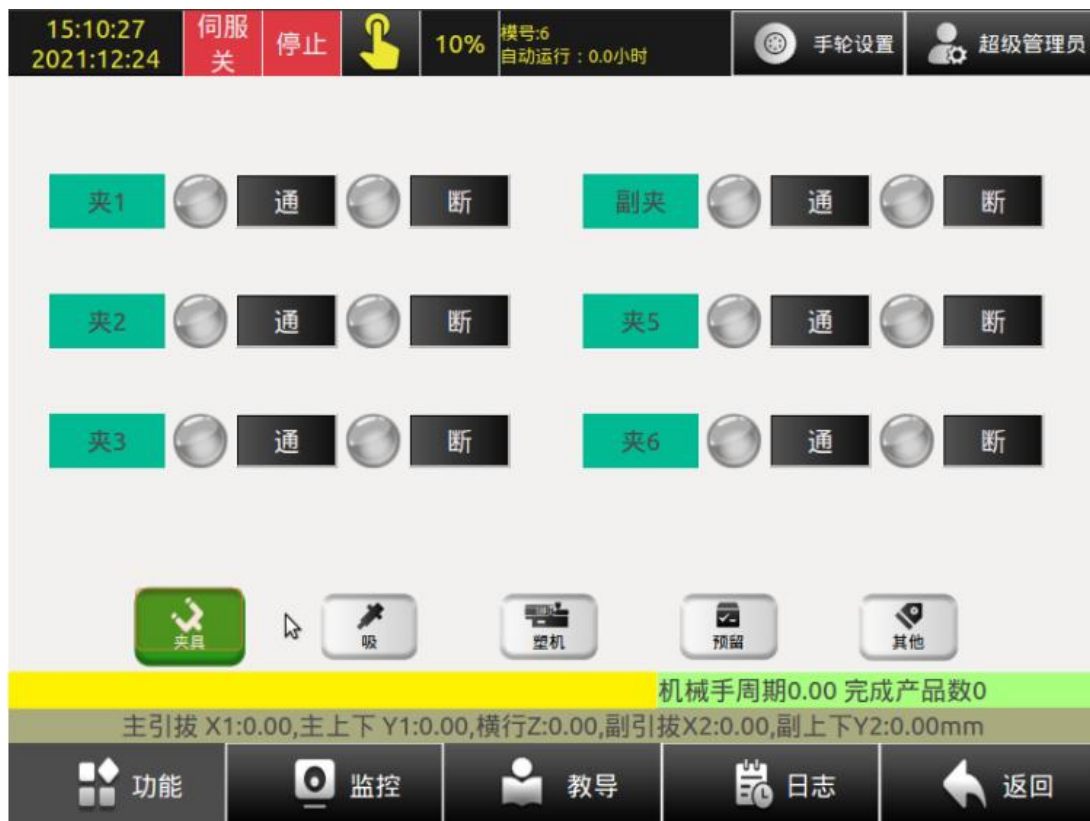 15:10:27
2021:12:24
伺服
关
停止
10%
模号:6
自动运行：0.0小时
手轮设置
超级管理员
夹1 通 断 副夹 通 断
夹2 通 断 夹5 通 断
夹3 通 断 夹6 通 断
夹具 吸 塑机 预留 其他
机械手周期0.00 完成产品数0
主引拔 X1:0.00,主上下 Y1:0.00,横行Z:0.00,副引拔X2:0.00,副上下Y2:0.00mm
功能 监控 教导 日志 返回